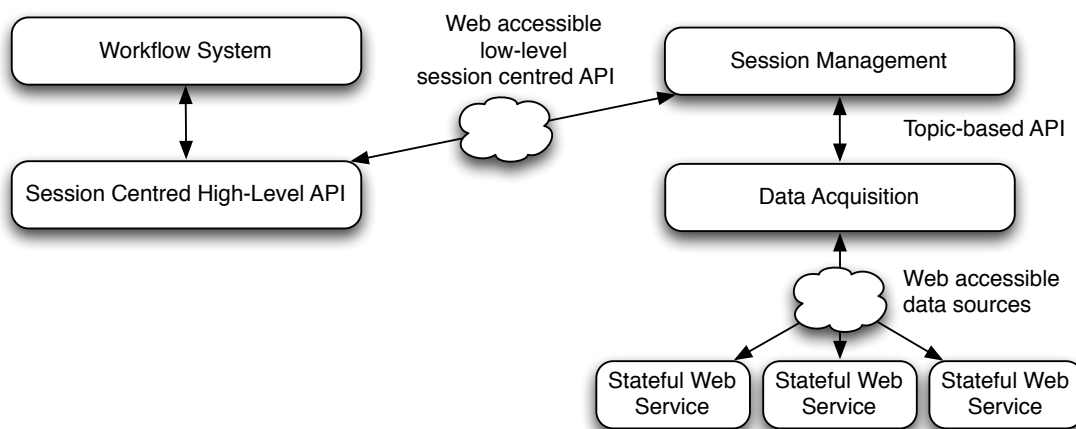 Workflow System
Session Centred High-Level API
Web accessible
low-level
session centred API
Session Management
Topic-based API
Data Acquisition
Web accessible
data sources
Stateful Web
Service
Stateful Web
Service
Stateful Web
Service